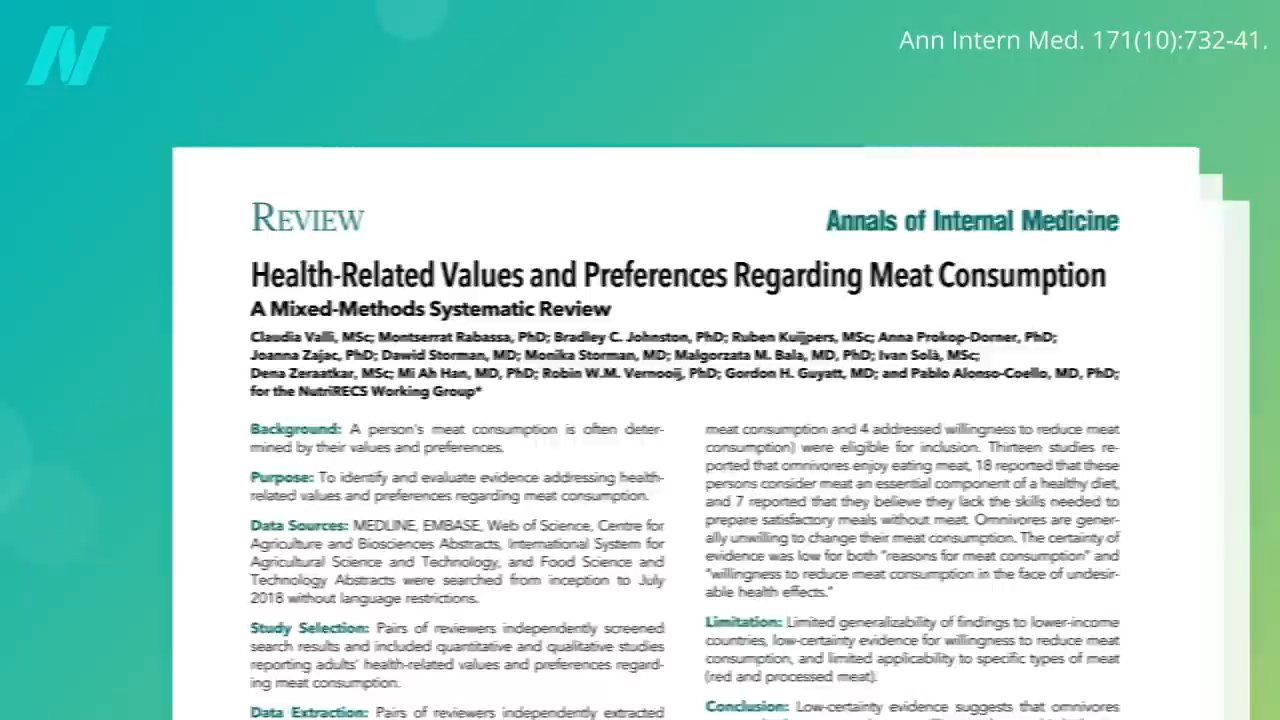 Ann Intern Med. 171(10):732-41.
REVIEW
Annals of Internal Medicine
Health-Related Values and Preferences Regarding Meat Consumption
A Mixed-Methods Systematic Review
Claudia Valli, MSc; Montserrat Rabassa, PhD; Bradley C. Johnston, PhD; Ruben Kuijpers, MSc; Anna Prokop-Dorner, PhD;
Joanna Zajac, PhD; Dawid Storman, MD; Monika Storman, MD; Malgorzata M. Bala, MD, PhD; Ivan Solà, MSc;
Dena Zeraatkar, MSc; Mi Ah Han, MD, PhD; Robin W.M. Vernooij, PhD; Gordon H. Guyatt, MD; and Pablo Alonso-Coello, MD, PhD;
for the NutriRECS Working Group*
Background: A person's meat consumption is often deter-
mined by their values and preferences.
Purpose: To identify and evaluate evidence addressing health-
related values and preferences regarding meat consumption.
Data Sources: MEDLINE, EMBASE, Web of Science, Centre for
Agriculture and Biosciences Abstracts, International System for
Agricultural Science and Technology, and Food Science and
Technology Abstracts were searched from inception to July
2018 without language restrictions.
Study Selection: Pairs of reviewers independently screened
search results and included quantitative and qualitative studies
reporting adults' health-related values and preferences regard-
ing meat consumption.
Data Extraction: Pairs of reviewers independently extracted
meat consumption and 4 addressed willingness to reduce meat
consumption) were eligible for inclusion. Thirteen studies re-
ported that omnivores enjoy eating meat, 18 reported that these
persons consider meat an essential component of a healthy diet,
and 7 reported that they believe they lack the skills needed to
prepare satisfactory meals without meat. Omnivores are gener-
ally unwilling to change their meat consumption. The certainty of
evidence was low for both "reasons for meat consumption" and
"willingness to reduce meat consumption in the face of undesir-
able health effects."
Limitation: Limited generalizability of findings to lower-income
countries, low-certainty evidence for willingness to reduce meat
consumption, and limited applicability to specific types of meat
(red and processed meat).
Conclusion: Low-certainty evidence suggests that omnivores